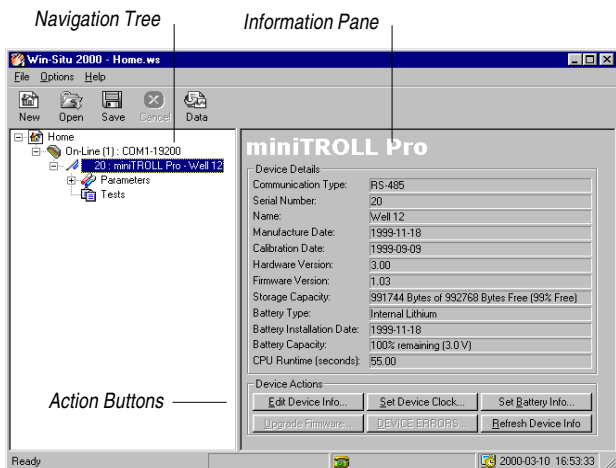 Navigation Tree
Information Pane
Win-Situ 2000 - Home.ws
File Options Help
New Open Save Cancel Data
Home
On-Line (1) : COM1-19200
20 : miniTROLL Pro - Well 12
Parameters
Tests
miniTROLL Pro
Device Details
Communication Type: RS-485
Serial Number: 20
Name: Well 12
Manufacture Date: 1999-11-18
Calibration Date: 1999-09-09
Hardware Version: 3.00
Firmware Version: 1.03
Storage Capacity: 991744 Bytes of 992768 Bytes Free (99% Free)
Battery Type: Internal Lithium
Battery Installation Date: 1999-11-18
Battery Capacity: 100% remaining (3.0 V)
CPU Runtime (seconds): 55.00
Action Buttons
Device Actions
Edit Device Info... Set Device Clock... Set Battery Info...
Upgrade Firmware... DEVICE ERRORS... Refresh Device Info
Ready 2000-03-10 16:53:33